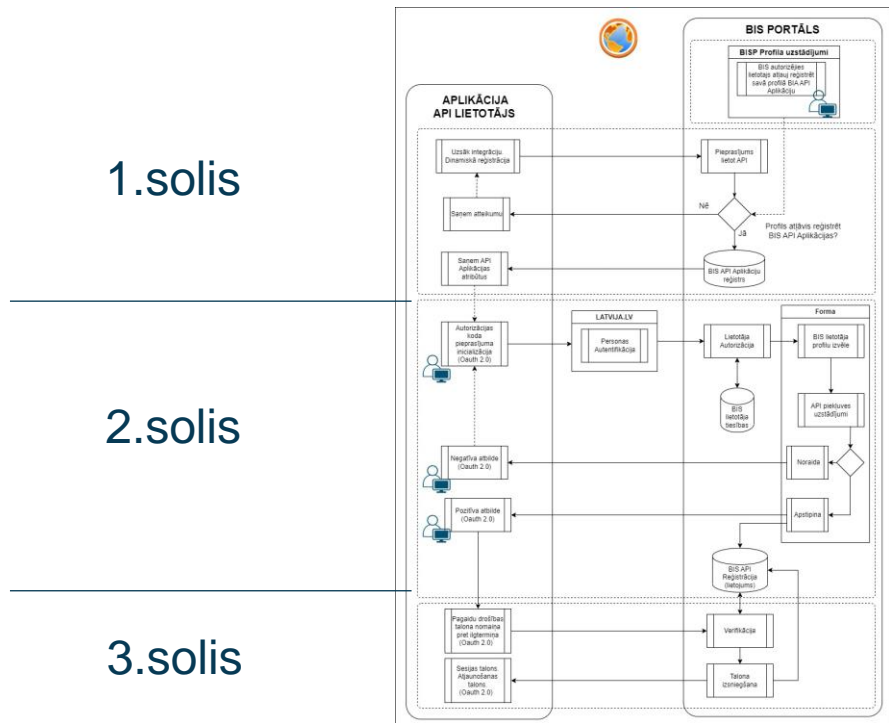 BIS PORTĀLS
BISP Profila uzstādījumi
BIS autorizējies
lietotajs atļauj reģistrēt
savā profilā BIA API
Aplikāciju
APLIKĀCIJA
API LIETOTĀJS
1.solis
Uzsāk integrāciju
Dinamiskā reģistrācija
Pieprasījums
lietot API
Saņem atteikumu
Nē
Jā
Profils atļāvis reģistrēt
BIS API Aplikācijas?
Saņem API
Aplikācijas
atribūtus
BIS API Aplikāciju
reģistrs
2.solis
Autorizācijas
koda
pieprasījuma
inicializācija
(Oauth 2.0)
LATVIJA.LV
Personas
Autentifikācija
Lietotāja
Autorizācija
Forma
BIS lietotāja
profilu izvēle
BIS
lietotāja
tiesības
API piekļuves
uzstādījumi
Negatīva atbilde
(Oauth 2.0)
Noraida
Pozitīva atbilde
(Oauth 2.0)
Apstiprina
BIS API
Reģistrācija
(lietojums)
3.solis
Pagaidu drošības
talona nomaiņa
pret ilgtermiņa
(Oauth 2.0)
Verifikācija
Sesijas talons.
Atjaunošanas
talons.
(Oauth 2.0)
Talona
izsniegšana